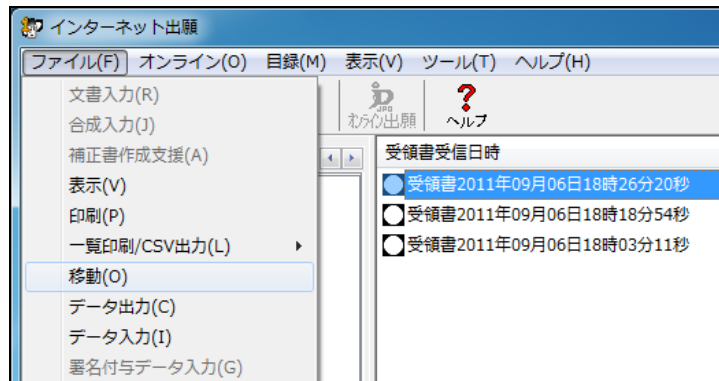 インターネット出願
ファイル(F) オンライン(O) 目録(M) 表示(V) ツール(T) ヘルプ(H)
文書入力(R)
合成入力(J)
補正書作成支援(A)
表示(V)
印刷(P)
一覧印刷/CSV出力(L)
移動(O)
データ出力(C)
データ入力(I)
署名付与データ入力(G)
JPO
オンライン出願
ヘルプ
受領書受信日時
受領書2011年09月06日18時26分20秒
受領書2011年09月06日18時18分54秒
受領書2011年09月06日18時03分11秒